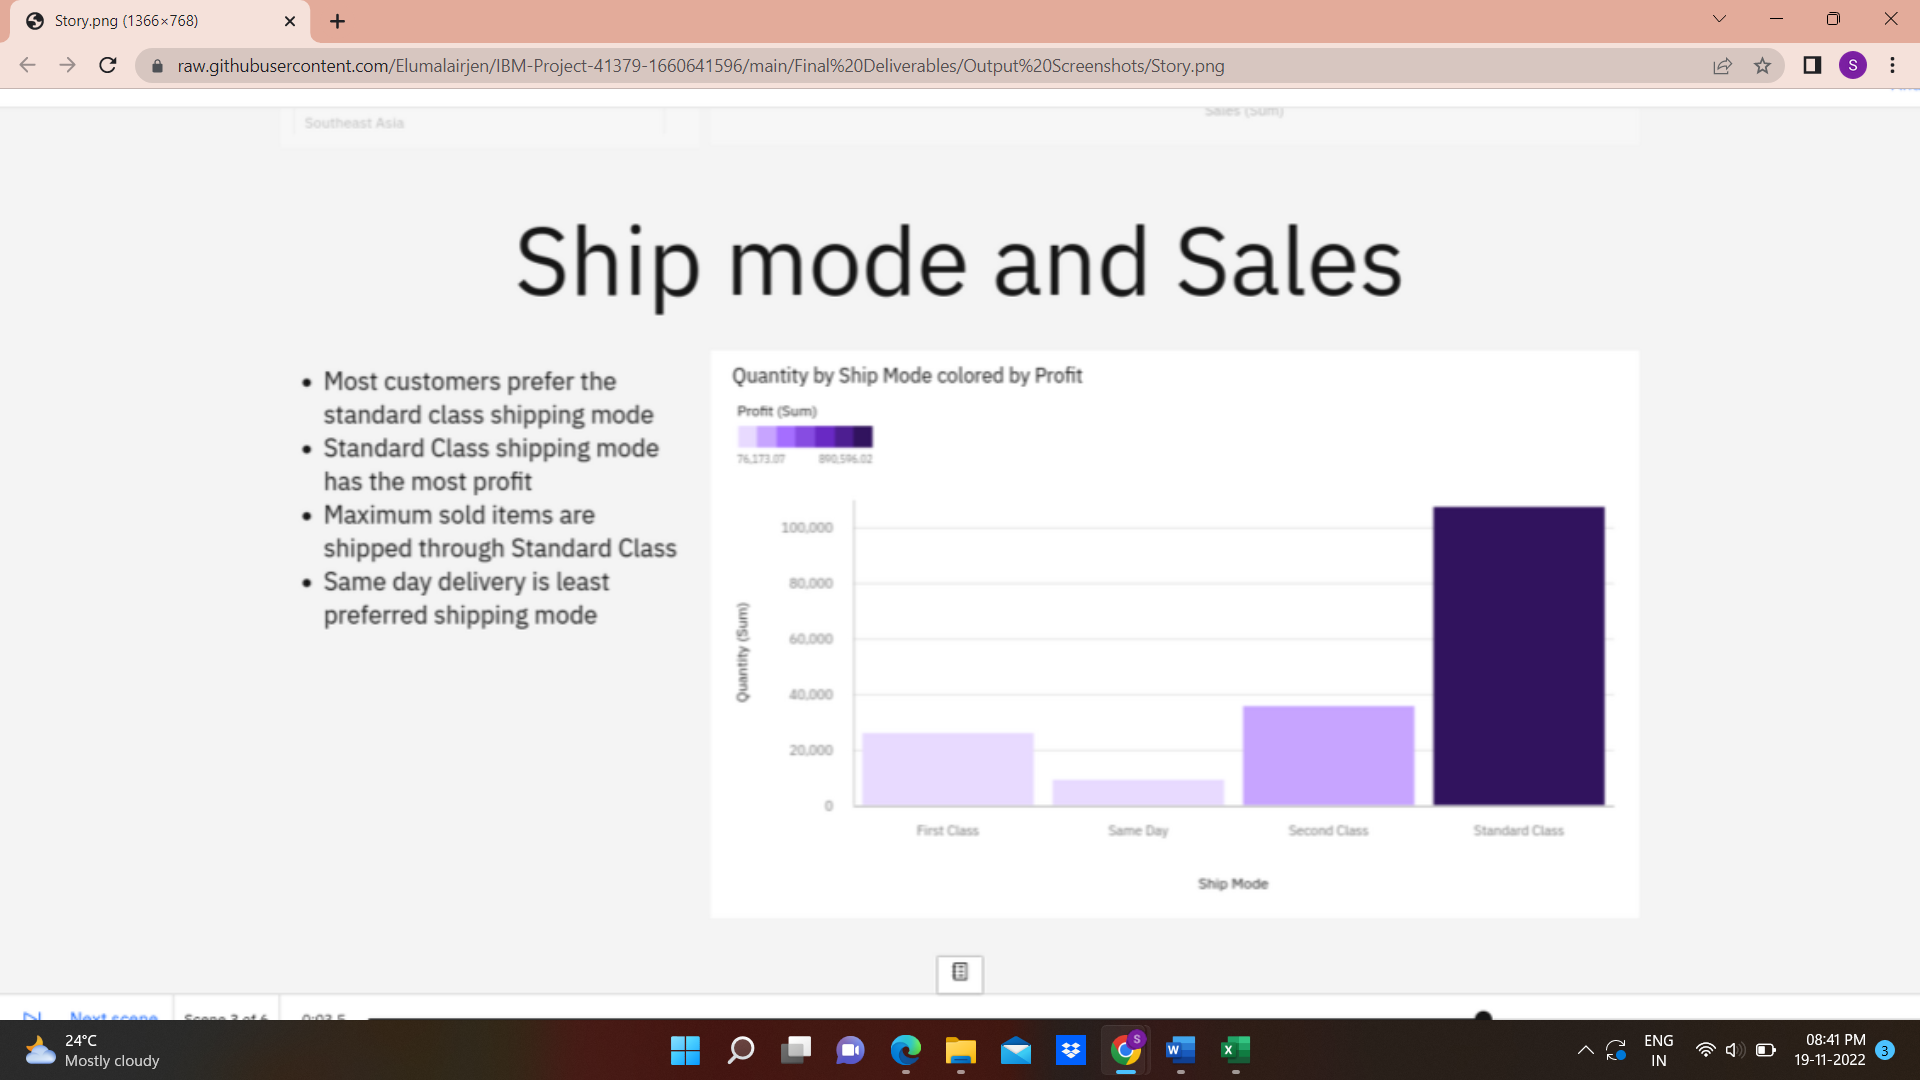 Story.png (1366×768)
raw.githubusercontent.com/Elumalairjen/IBM-Project-41379-1660641596/main/Final%20Deliverables/Output%20Screenshots/Story.png
S
Southeast Asia
Sales (Sum)
Ship mode and Sales
• Most customers prefer the
standard class shipping mode
• Standard Class shipping mode
has the most profit
• Maximum sold items are
shipped through Standard Class
• Same day delivery is least
preferred shipping mode
Quantity by Ship Mode colored by Profit
Profit (Sum)
76,173.07 890,596.02
Quantity (Sum)
100,000
80,000
60,000
40,000
20,000
0
First Class Same Day Second Class Standard Class
Ship Mode
Next scene Scene 3 of 6 0:03.5
24°C
Mostly cloudy
S
W
X
ENG
IN
08:41 PM
19-11-2022
3